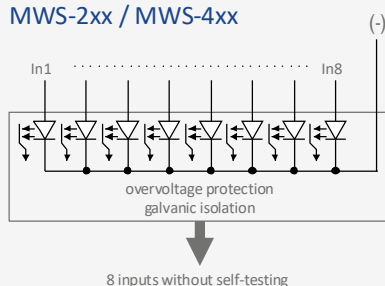 MWS-2xx / MWS-4xx
(-)
In1 In8
overvoltage protection
galvanic isolation
8 inputs without self-testing